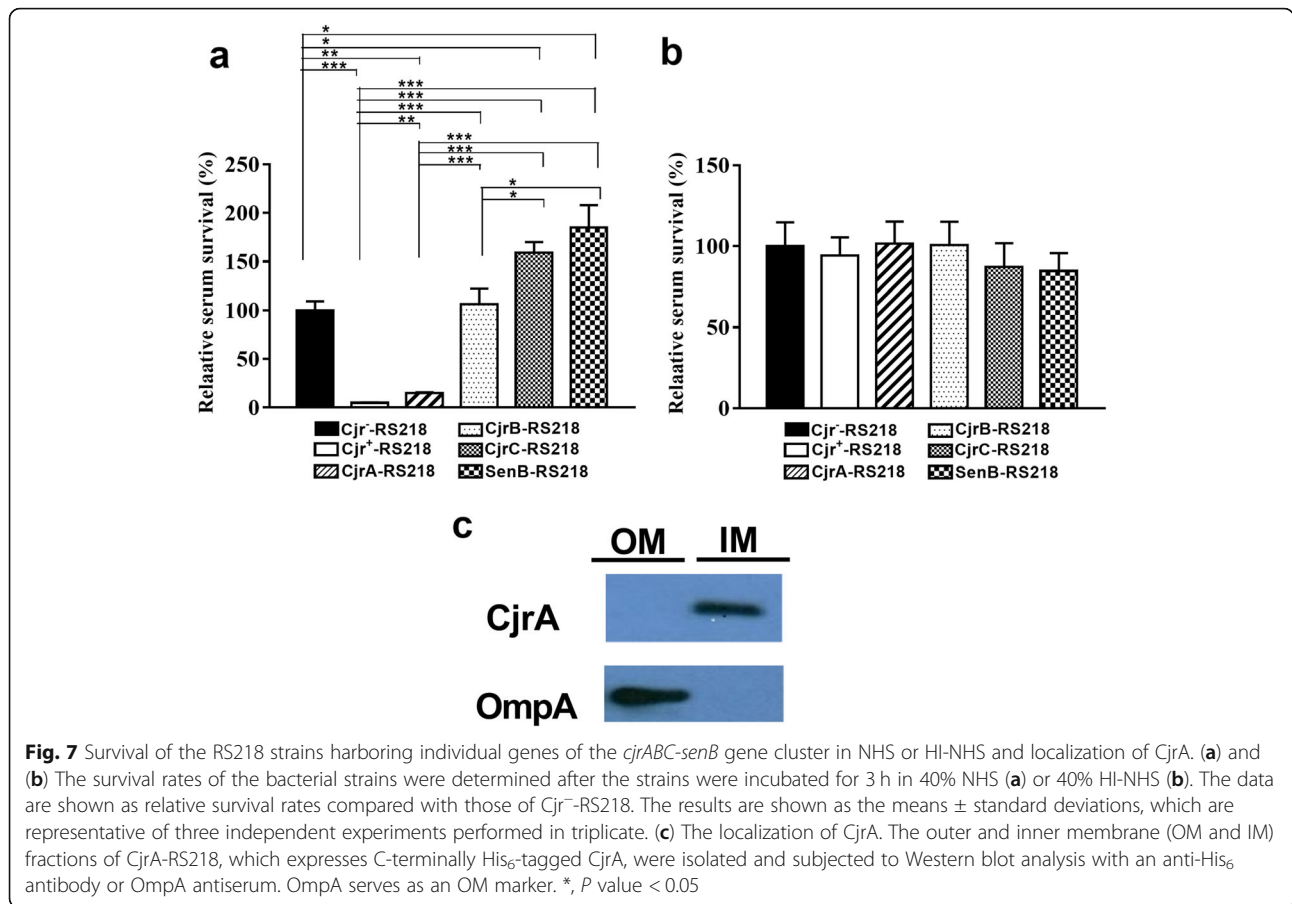 a
*
*
**
***
***
***
***
**
***
***
***
*
*
Relaative serum survival (%)
250
200
150
100
50
0
Cjr⁻-RS218 CjrB-RS218
Cjr⁺-RS218 CjrC-RS218
CjrA-RS218 SenB-RS218
b
Relaative serum survival (%)
150
100
50
0
Cjr⁻-RS218 CjrB-RS218
Cjr⁺-RS218 CjrC-RS218
CjrA-RS218 SenB-RS218
c
OM IM
CjrA
OmpA
Fig. 7 Survival of the RS218 strains harboring individual genes of the cjrABC-senB gene cluster in NHS or HI-NHS and localization of CjrA. (a) and
(b) The survival rates of the bacterial strains were determined after the strains were incubated for 3 h in 40% NHS (a) or 40% HI-NHS (b). The data
are shown as relative survival rates compared with those of Cjr⁻-RS218. The results are shown as the means ± standard deviations, which are
representative of three independent experiments performed in triplicate. (c) The localization of CjrA. The outer and inner membrane (OM and IM)
fractions of CjrA-RS218, which expresses C-terminally His₆-tagged CjrA, were isolated and subjected to Western blot analysis with an anti-His₆
antibody or OmpA antiserum. OmpA serves as an OM marker. *, P value < 0.05